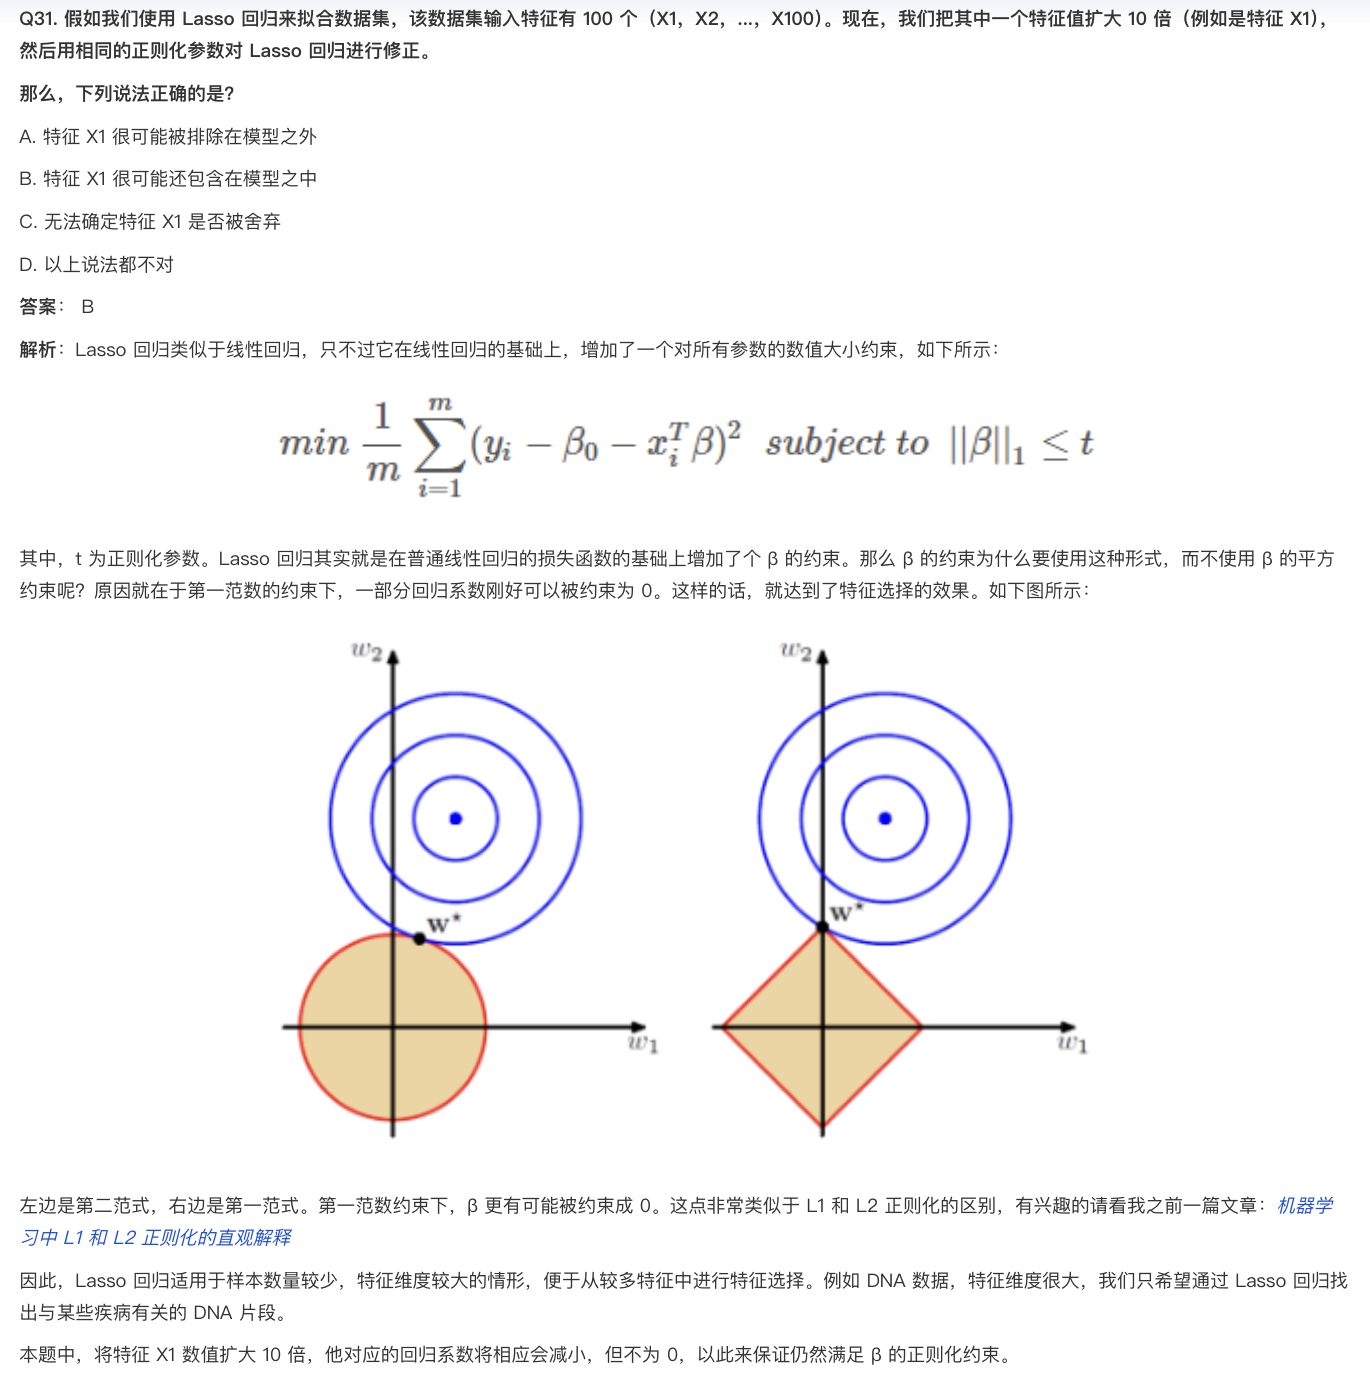 Q31. 假如我们使用 Lasso 回归来拟合数据集，该数据集输入特征有 100 个（X1，X2，...，X100）。现在，我们把其中一个特征值扩大 10 倍（例如是特征 X1），
然后用相同的正则化参数对 Lasso 回归进行修正。
那么，下列说法正确的是？
A. 特征 X1 很可能被排除在模型之外
B. 特征 X1 很可能还包含在模型之中
C. 无法确定特征 X1 是否被舍弃
D. 以上说法都不对
答案： B
解析：Lasso 回归类似于线性回归，只不过它在线性回归的基础上，增加了一个对所有参数的数值大小约束，如下所示：
min \frac{1}{m} \sum_{i=1}^{m} (y_i − β_0 − x_i^T β)^2 subject to ||β||_1 ≤ t
其中，t 为正则化参数。Lasso 回归其实就是在普通线性回归的损失函数的基础上增加了个 β 的约束。那么 β 的约束为什么要使用这种形式，而不使用 β 的平方
约束呢？原因就在于第一范数的约束下，一部分回归系数刚好可以被约束为 0。这样的话，就达到了特征选择的效果。如下图所示：
w2 w2
w* w*
w1 w1
左边是第二范式，右边是第一范式。第一范数约束下，β 更有可能被约束成 0。这点非常类似于 L1 和 L2 正则化的区别，有兴趣的请看我之前一篇文章：机器学
习中 L1 和 L2 正则化的直观解释
因此，Lasso 回归适用于样本数量较少，特征维度较大的情形，便于从较多特征中进行特征选择。例如 DNA 数据，特征维度很大，我们只希望通过 Lasso 回归找
出与某些疾病有关的 DNA 片段。
本题中，将特征 X1 数值扩大 10 倍，他对应的回归系数将相应会减小，但不为 0，以此来保证仍然满足 β 的正则化约束。